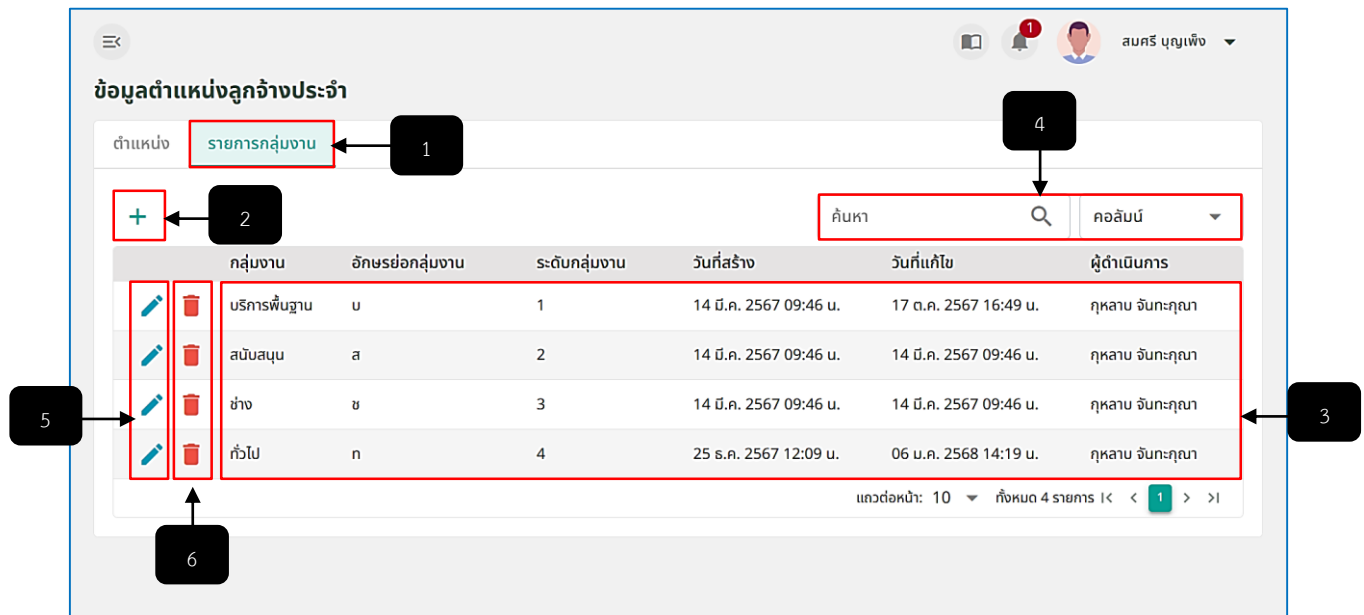 1
สมศรี บุญเพ็ง
ข้อมูลตำแหน่งลูกจ้างประจำ
4
ตำแหน่ง รายการกลุ่มงาน 1
+ 2 ค้นหา คอลัมน์
กลุ่มงาน อักษรย่อกลุ่มงาน ระดับกลุ่มงาน วันที่สร้าง วันที่แก้ไข ผู้ดำเนินการ
บริการพื้นฐาน บ 1 14 มี.ค. 2567 09:46 น. 17 ต.ค. 2567 16:49 น. กุหลาบ จันทะกุณา
สนับสนุน ส 2 14 มี.ค. 2567 09:46 น. 14 มี.ค. 2567 09:46 น. กุหลาบ จันทะกุณา
5 ช่าง ช 3 14 มี.ค. 2567 09:46 น. 14 มี.ค. 2567 09:46 น. กุหลาบ จันทะกุณา 3
ทั่วไป ท 4 25 ธ.ค. 2567 12:09 น. 06 ม.ค. 2568 14:19 น. กุหลาบ จันทะกุณา
แถวต่อหน้า: 10 ทั้งหมด 4 รายการ |< < 1 > >|
6